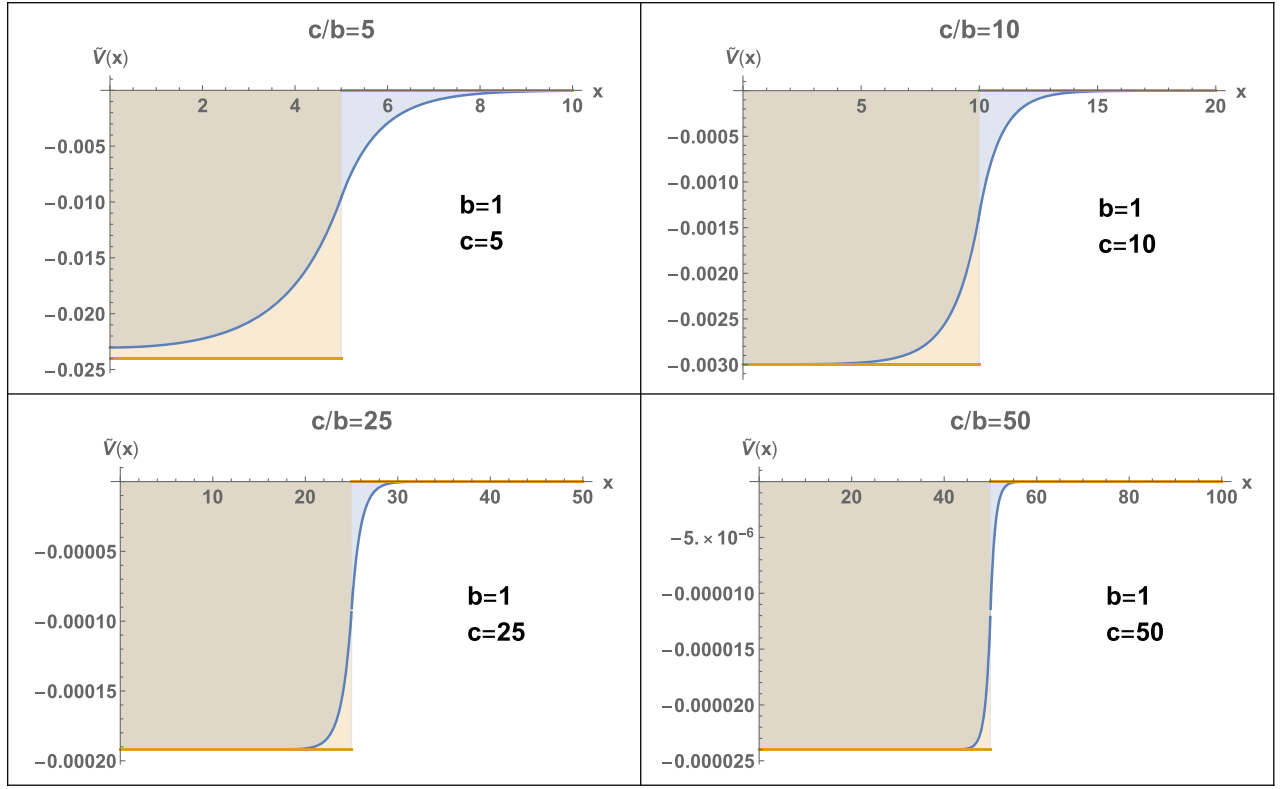 c/b=5
Ṽ(x)
2 4 6 8 10 x
−0.005
−0.010
−0.015
−0.020
−0.025
b=1
c=5
c/b=10
Ṽ(x)
5 10 15 20 x
−0.0005
−0.0010
−0.0015
−0.0020
−0.0025
−0.0030
b=1
c=10
c/b=25
Ṽ(x)
10 20 30 40 50 x
−0.00005
−0.00010
−0.00015
−0.00020
b=1
c=25
c/b=50
Ṽ(x)
20 40 60 80 100 x
−5.×10⁻⁶
−0.000010
−0.000015
−0.000020
−0.000025
b=1
c=50